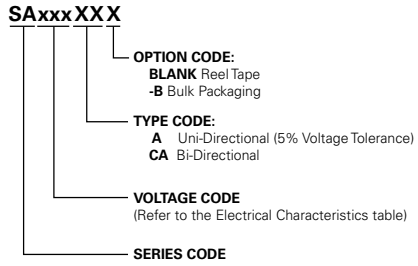 SAxxxXX X
OPTION CODE:
BLANK Reel Tape
-B Bulk Packaging
TYPE CODE:
A Uni-Directional (5% Voltage Tolerance)
CA Bi-Directional
VOLTAGE CODE
(Refer to the Electrical Characteristics table)
SERIES CODE